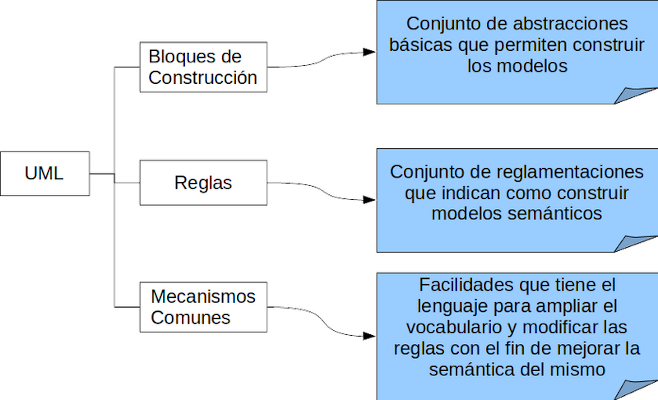 UML
Bloques de
Construcción
Conjunto de abstracciones
básicas que permiten construir
los modelos
Reglas
Conjunto de reglamentaciones
que indican como construir
modelos semánticos
Mecanismos
Comunes
Facilidades que tiene el
lenguaje para ampliar el
vocabulario y modificar las
reglas con el fin de mejorar la
semántica del mismo